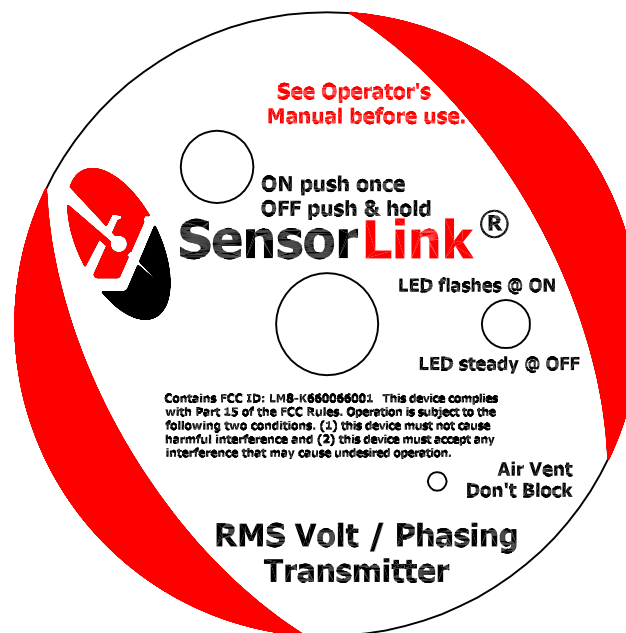 See Operator's
Manual before use.
ON push once
OFF push & hold
SensorLink®
LED flashes @ ON
LED steady @ OFF
Contains FCC ID: LM8-K660066001 This device complies
with Part 15 of the FCC Rules. Operation is subject to the
following two conditions. (1) this device must not cause
harmful interference and (2) this device must accept any
interference that may cause undesired operation.
Air Vent
Don't Block
RMS Volt / Phasing
Transmitter